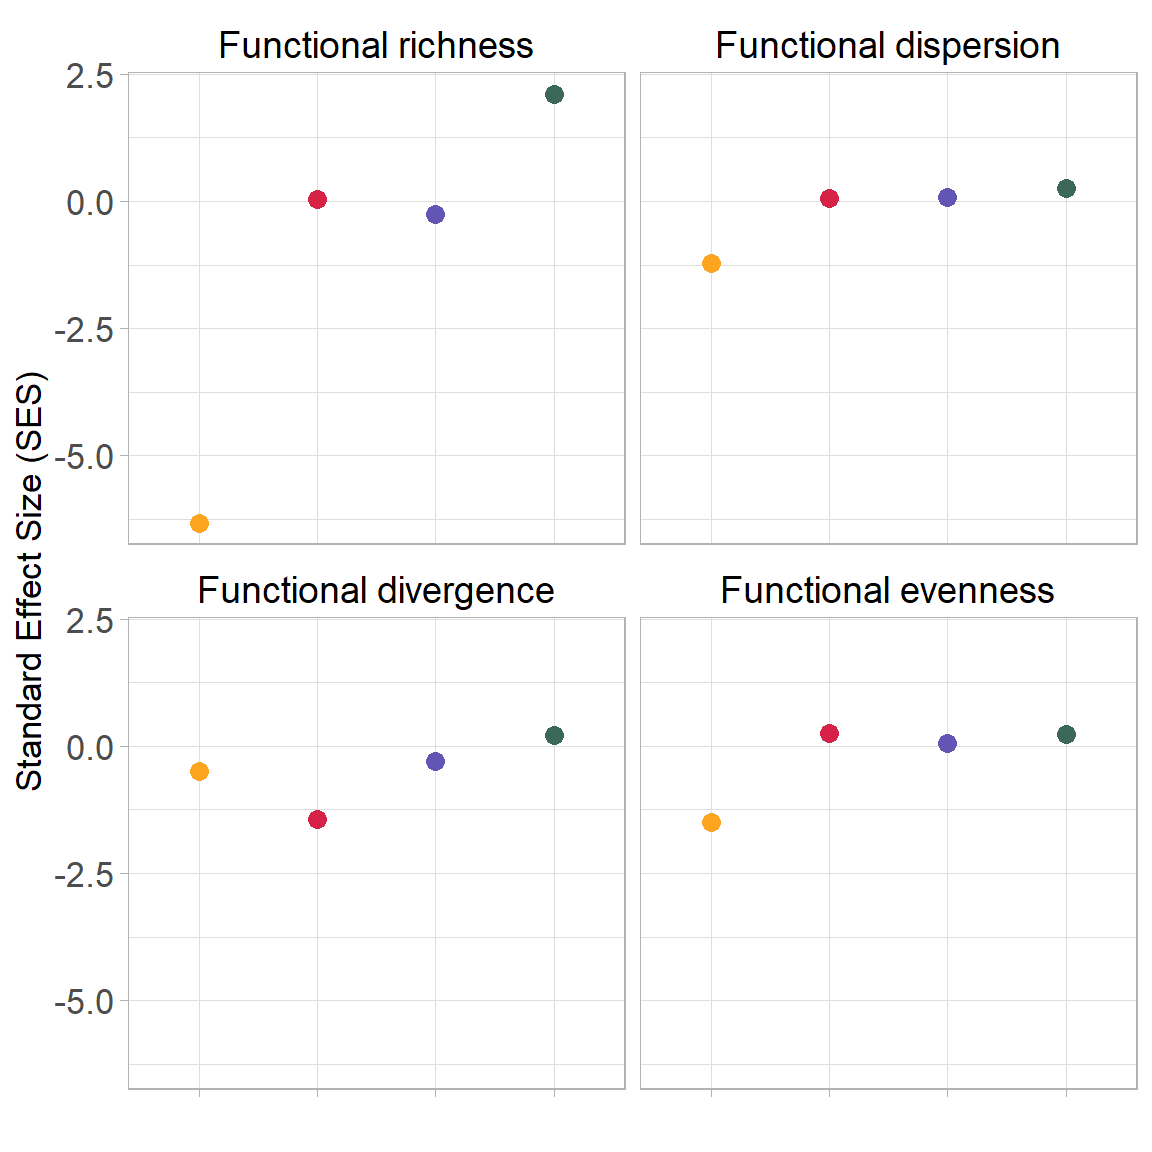 Functional richness
Functional dispersion
2.5
0.0
-2.5
-5.0
Standard Effect Size (SES)
Functional divergence
Functional evenness
2.5
0.0
-2.5
-5.0